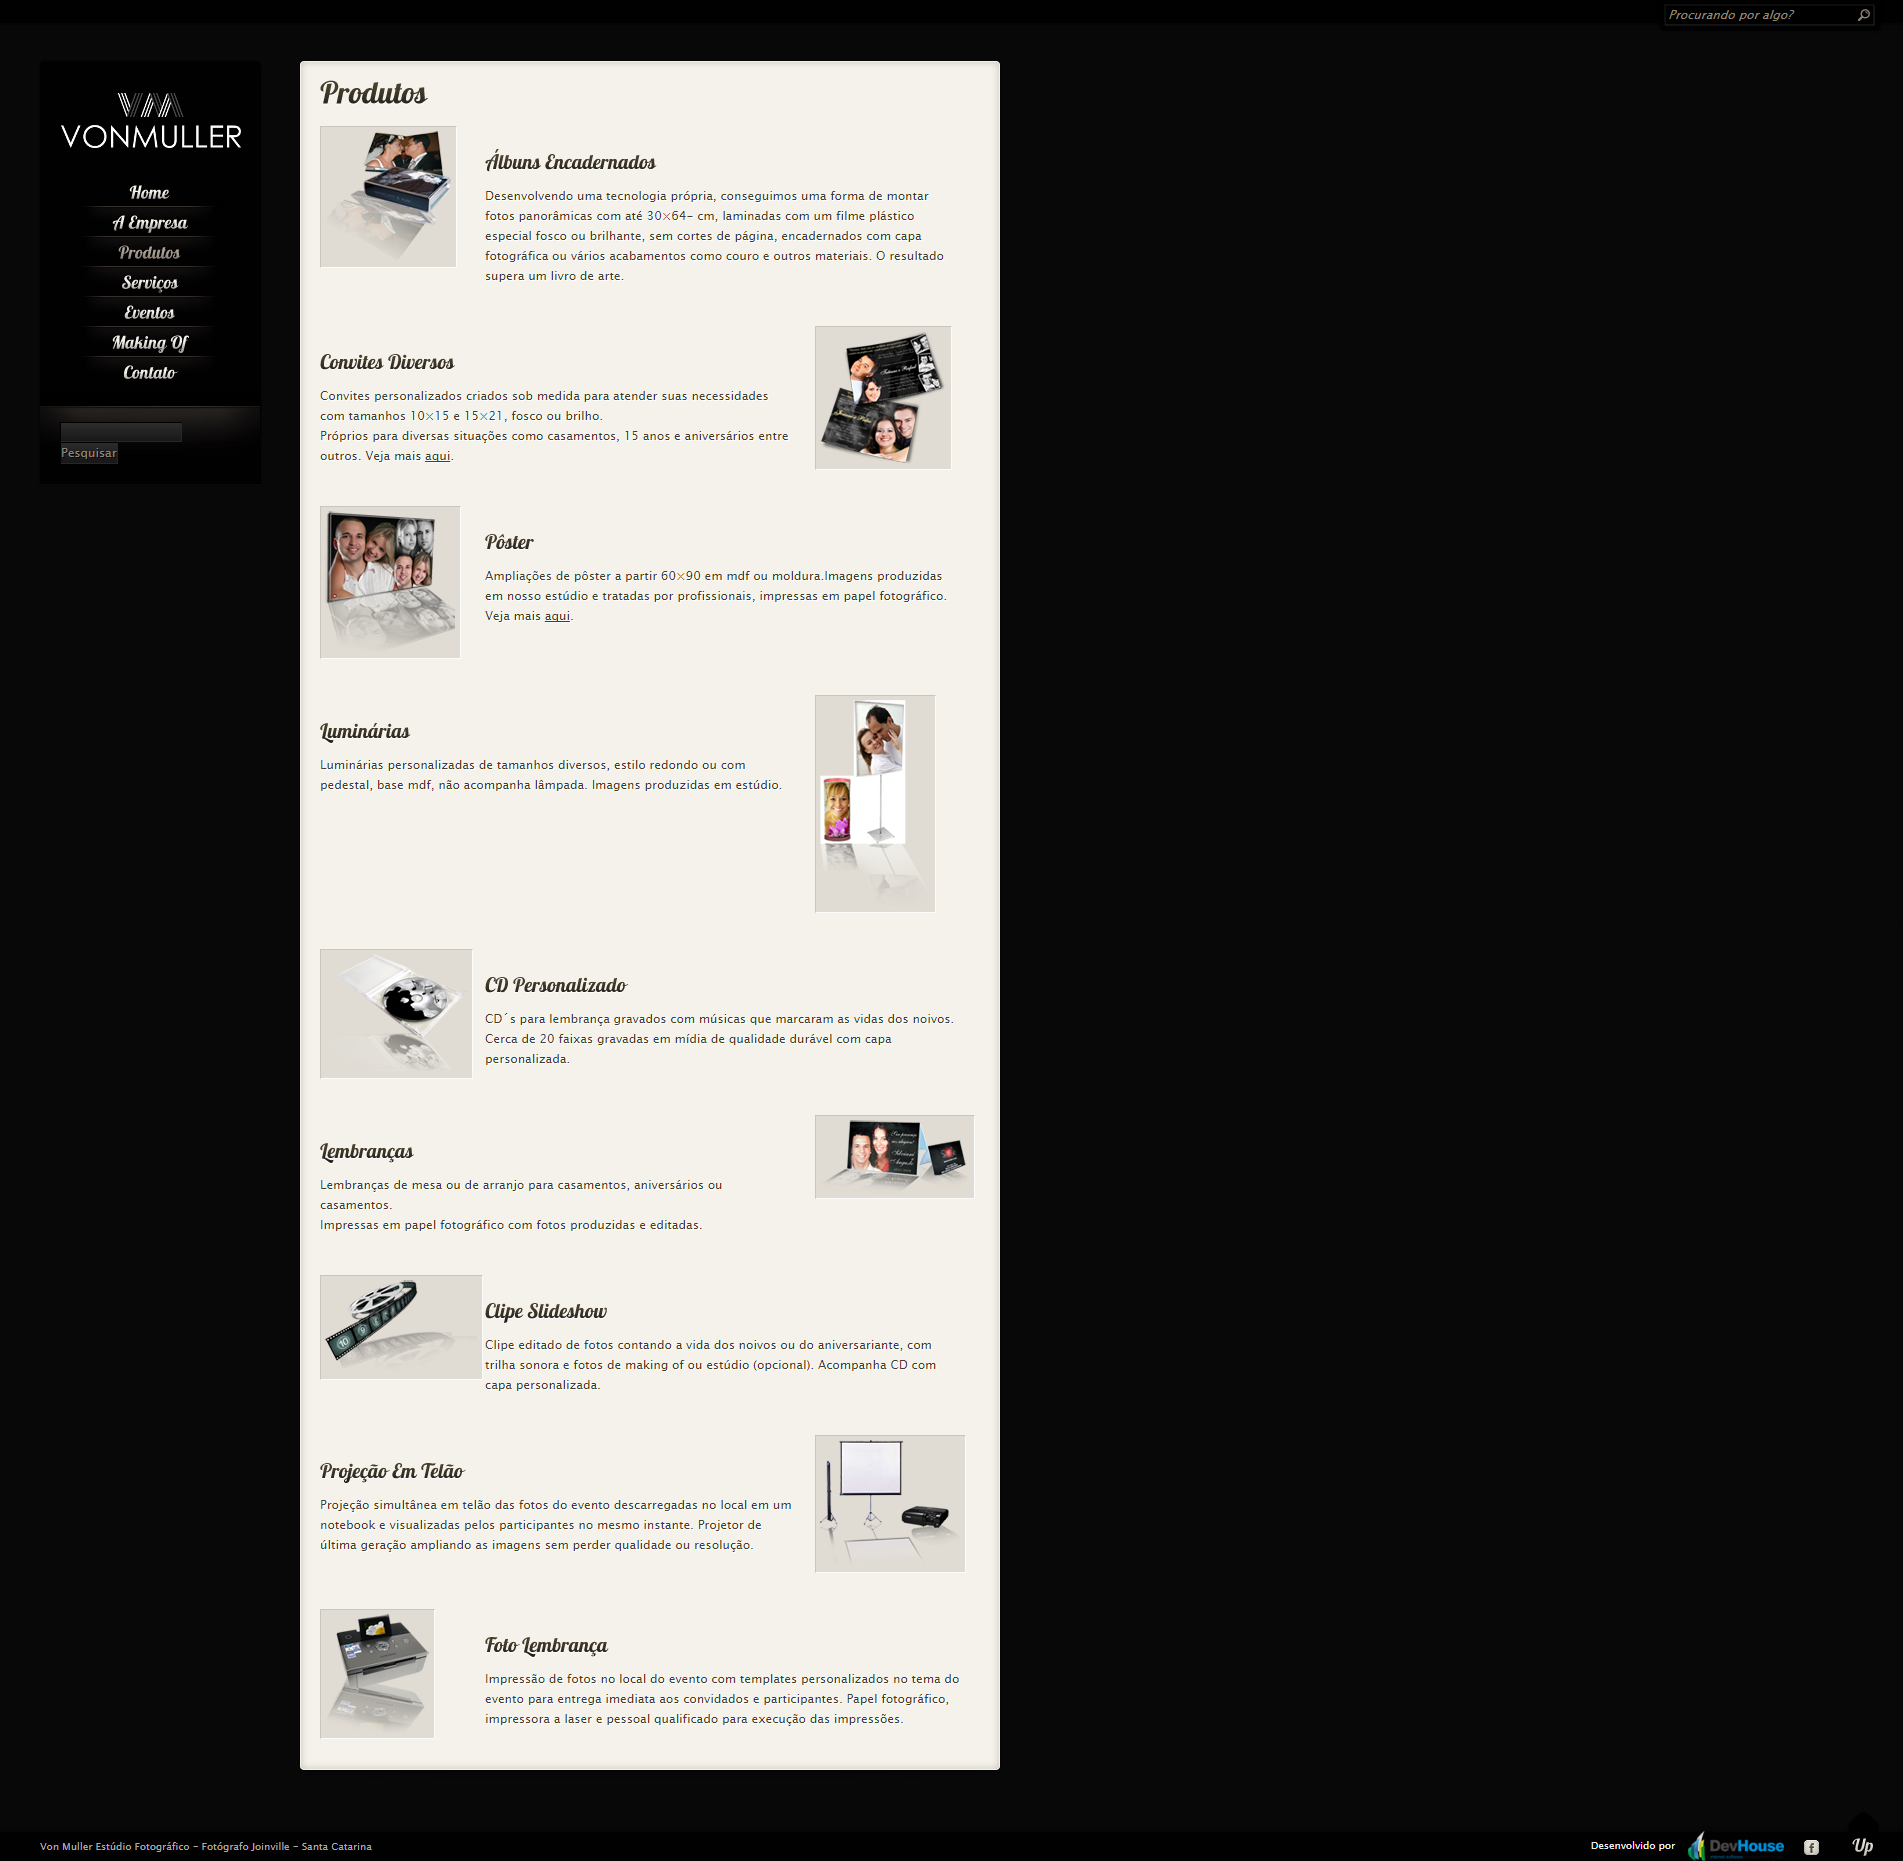 Procurando por algo?
VM
VONMULLER
Home
A Empresa
Produtos
Serviços
Eventos
Making Of
Contato
Pesquisar
Produtos
Álbuns Encadernados
Desenvolvendo uma tecnologia própria, conseguimos uma forma de montar
fotos panorâmicas com até 30×64– cm, laminadas com um filme plástico
especial fosco ou brilhante, sem cortes de página, encadernados com capa
fotográfica ou vários acabamentos como couro e outros materiais. O resultado
supera um livro de arte.
Convites Diversos
Convites personalizados criados sob medida para atender suas necessidades
com tamanhos 10×15 e 15×21, fosco ou brilho.
Próprios para diversas situações como casamentos, 15 anos e aniversários entre
outros. Veja mais aqui.
Pôster
Ampliações de pôster a partir 60×90 em mdf ou moldura.Imagens produzidas
em nosso estúdio e tratadas por profissionais, impressas em papel fotográfico.
Veja mais aqui.
Luminárias
Luminárias personalizadas de tamanhos diversos, estilo redondo ou com
pedestal, base mdf, não acompanha lâmpada. Imagens produzidas em estúdio.
CD Personalizado
CD´s para lembrança gravados com músicas que marcaram as vidas dos noivos.
Cerca de 20 faixas gravadas em mídia de qualidade durável com capa
personalizada.
Lembranças
Lembranças de mesa ou de arranjo para casamentos, aniversários ou
casamentos.
Impressas em papel fotográfico com fotos produzidas e editadas.
10 9
Clipe Slideshow
Clipe editado de fotos contando a vida dos noivos ou do aniversariante, com
trilha sonora e fotos de making of ou estúdio (opcional). Acompanha CD com
capa personalizada.
Projeção Em Telão
Projeção simultânea em telão das fotos do evento descarregadas no local em um
notebook e visualizadas pelos participantes no mesmo instante. Projetor de
última geração ampliando as imagens sem perder qualidade ou resolução.
Foto Lembrança
Impressão de fotos no local do evento com templates personalizados no tema do
evento para entrega imediata aos convidados e participantes. Papel fotográfico,
impressora a laser e pessoal qualificado para execução das impressões.
Von Muller Estúdio Fotográfico – Fotógrafo Joinville – Santa Catarina
Desenvolvido por
DevHouse
f
Up